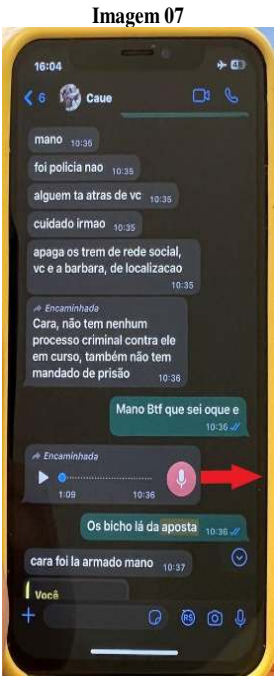 Imagem 07
16:04
6 Caue
mano 10:35
foi policia nao 10:35
alguem ta atras de vc 10:35
cuidado irmao 10:35
apaga os trem de rede social,
vc e a barbara, de localizacao
10:35
Encaminhada
Cara, não tem nenhum
processo criminal contra ele
em curso, também não tem
mandado de prisão 10:36
Mano Btf que sei oque e
10:36
Encaminhada
1:09 10:36
Os bicho lá da aposta 10:36
cara foi la armado mano 10:37
Você